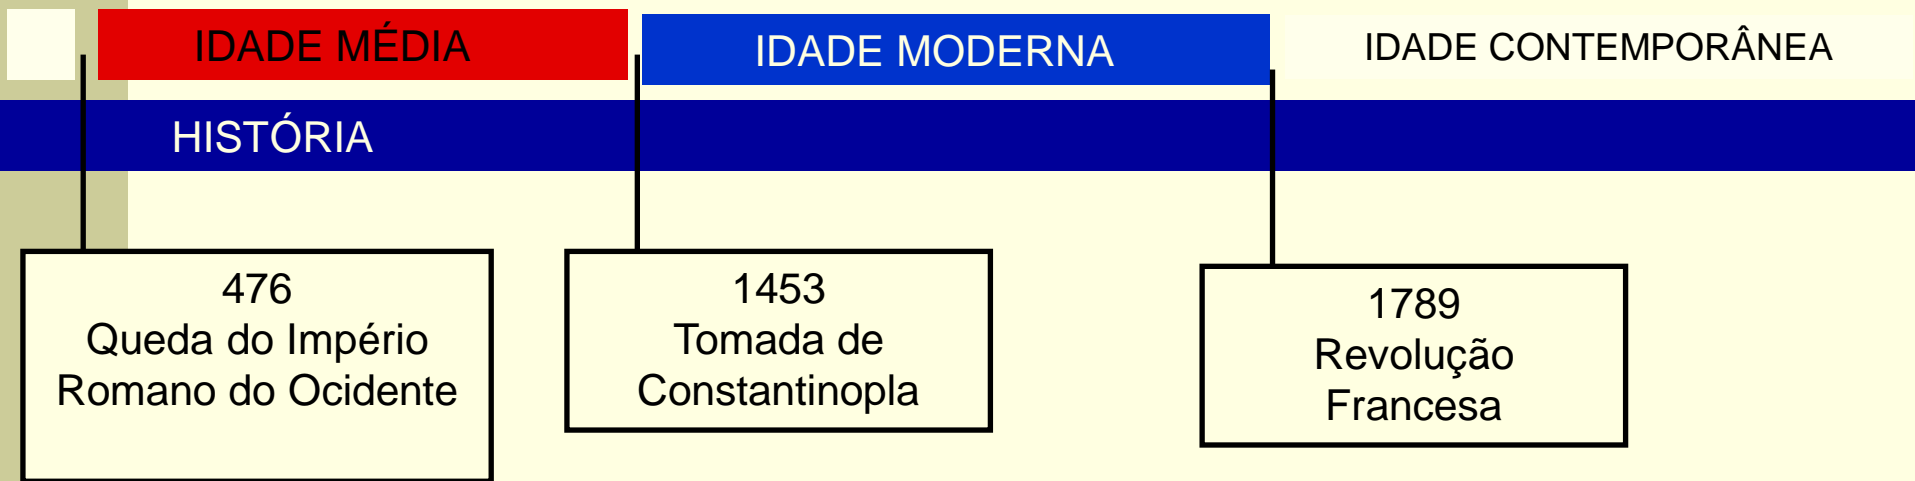 IDADE MÉDIA
IDADE MODERNA
IDADE CONTEMPORÂNEA
HISTÓRIA
476
Queda do Império
Romano do Ocidente
1453
Tomada de
Constantinopla
1789
Revolução
Francesa